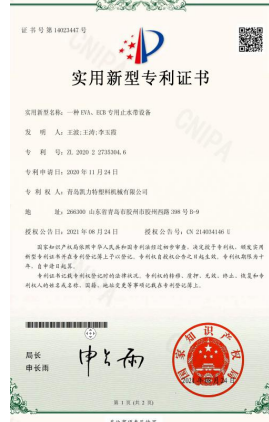 证书号第14023447号
实用新型专利证书
实用新型名称：一种EVA、ECB专用止水带设备
发 明 人：王波;王涛;李玉霞
专 利 号：ZL 2020 2 2735304.6
专利申请日：2020年11月24日
专 利 权 人：青岛凯力特塑料机械有限公司
地 址：266300 山东省青岛市胶州市胶州西路398号B-9
授权公告日：2021年08月24日 授权公告号：CN 214034146 U
国家知识产权局依照中华人民共和国专利法经过初步审查，决定授予专利权，颁发实用
新型专利证书并在专利登记簿上予以登记。专利权自授权公告之日起生效。专利权期限为十
年，自申请日起算。
专利证书记载专利权登记时的法律状况。专利权的转移、质押、无效、终止、恢复和专
利权人的姓名或名称、国籍、地址变更等事项记载在专利登记簿上。
局长
申长雨
2021年08月24日
第 1 页 (共 2 页)